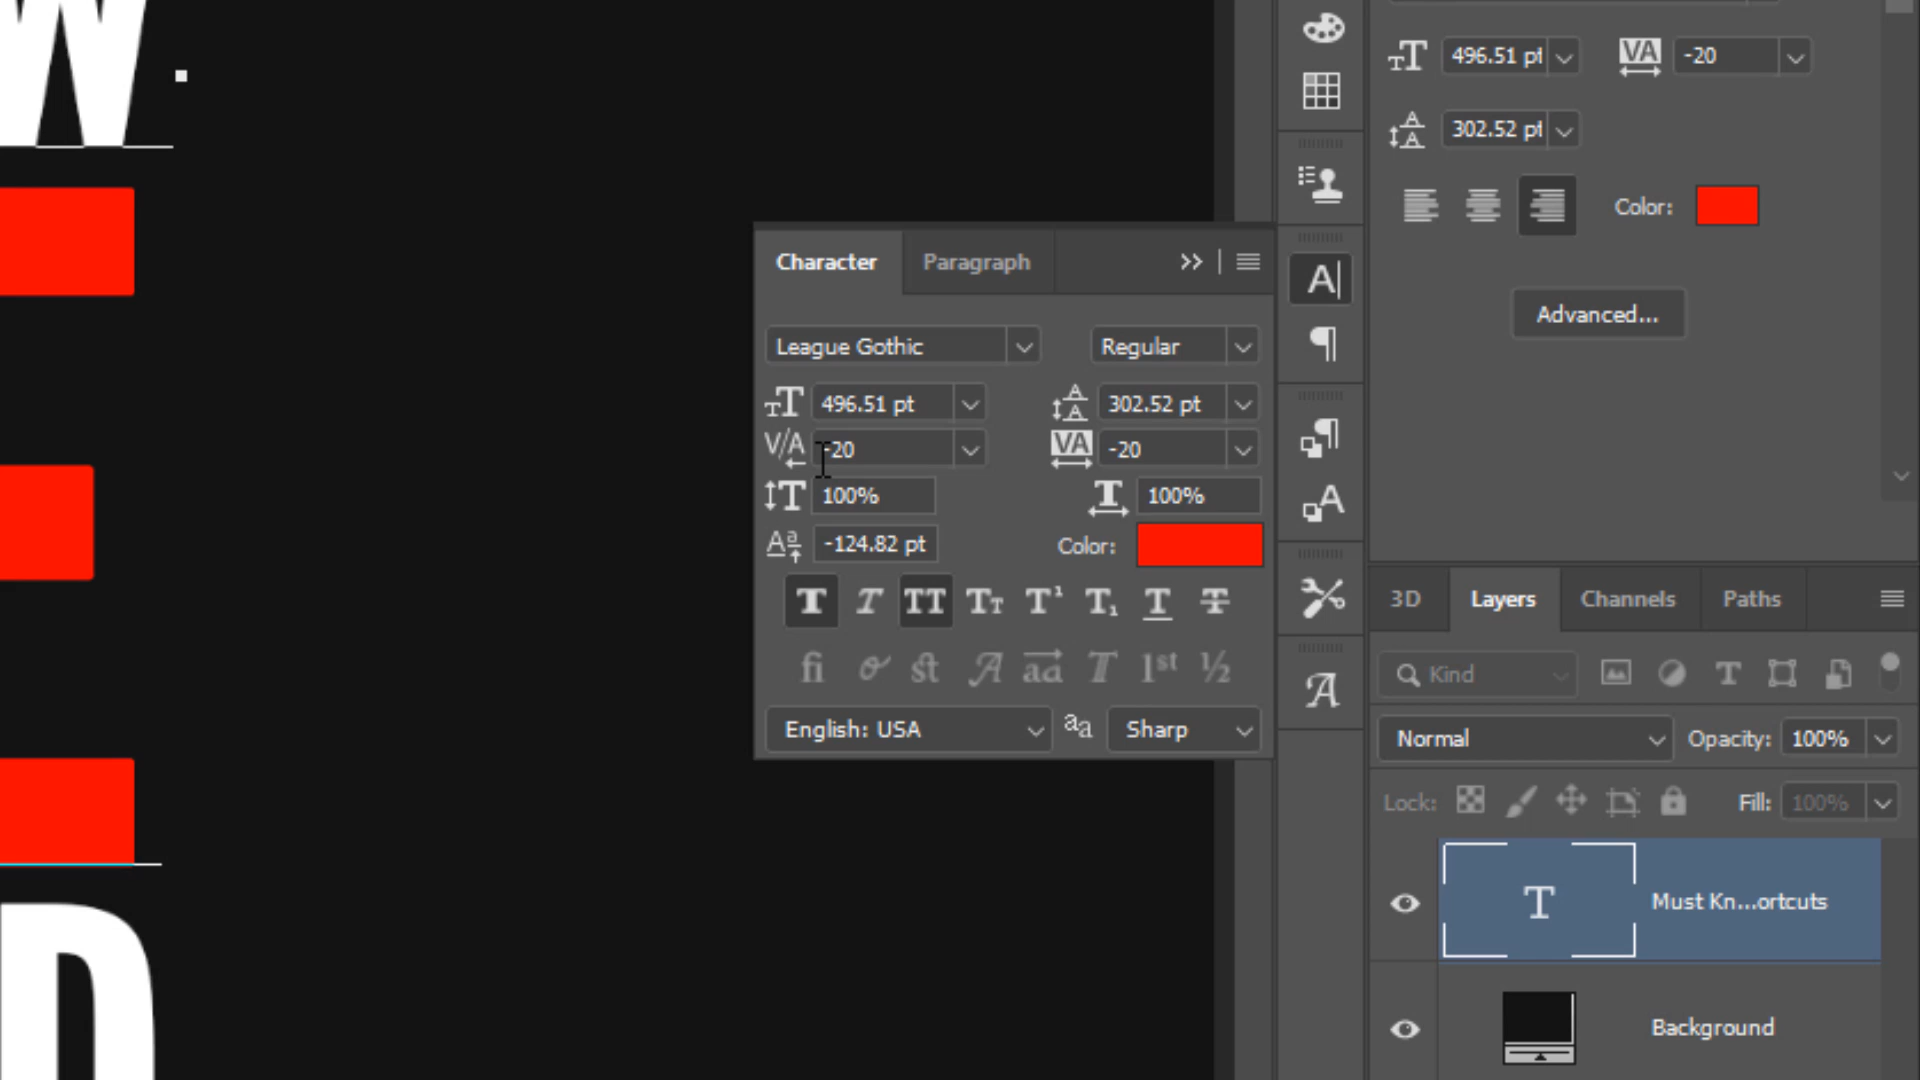 W
496.51 pt
-20
302.52 pt
Color:
Advanced...
Character
Paragraph
League Gothic
Regular
496.51 pt
302.52 pt
-20
-20
100%
100%
-124.82 pt
Color:
English: USA
Sharp
3D
Layers
Channels
Paths
Kind
Normal
Opacity: 100%
Lock:
Fill: 100%
Must Kn...ortcuts
Background
D